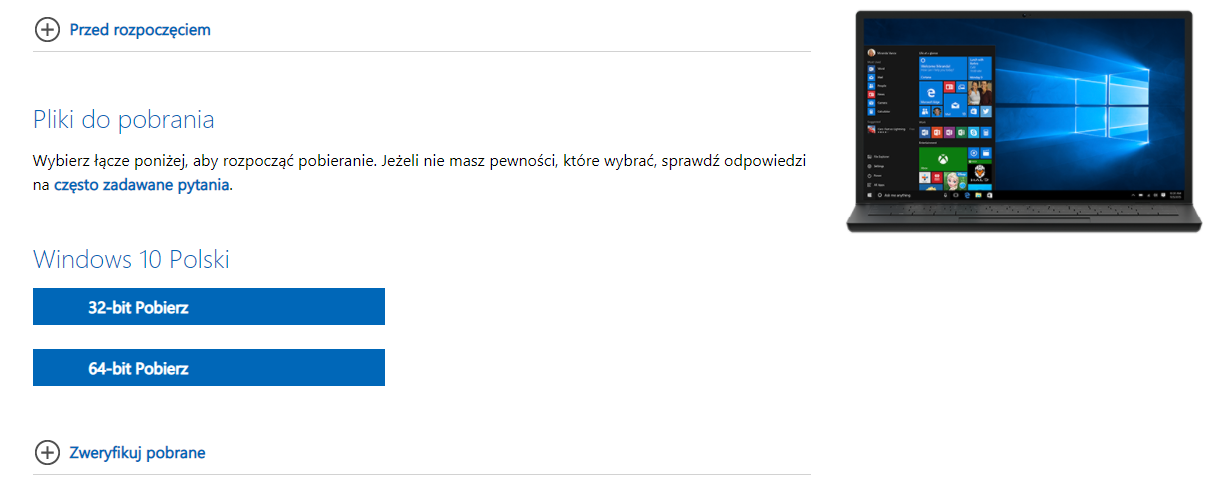 Przed rozpoczęciem
Pliki do pobrania
Wybierz łącze poniżej, aby rozpocząć pobieranie. Jeżeli nie masz pewności, które wybrać, sprawdź odpowiedzi
na często zadawane pytania.
Windows 10 Polski
32-bit Pobierz
64-bit Pobierz
Zweryfikuj pobrane